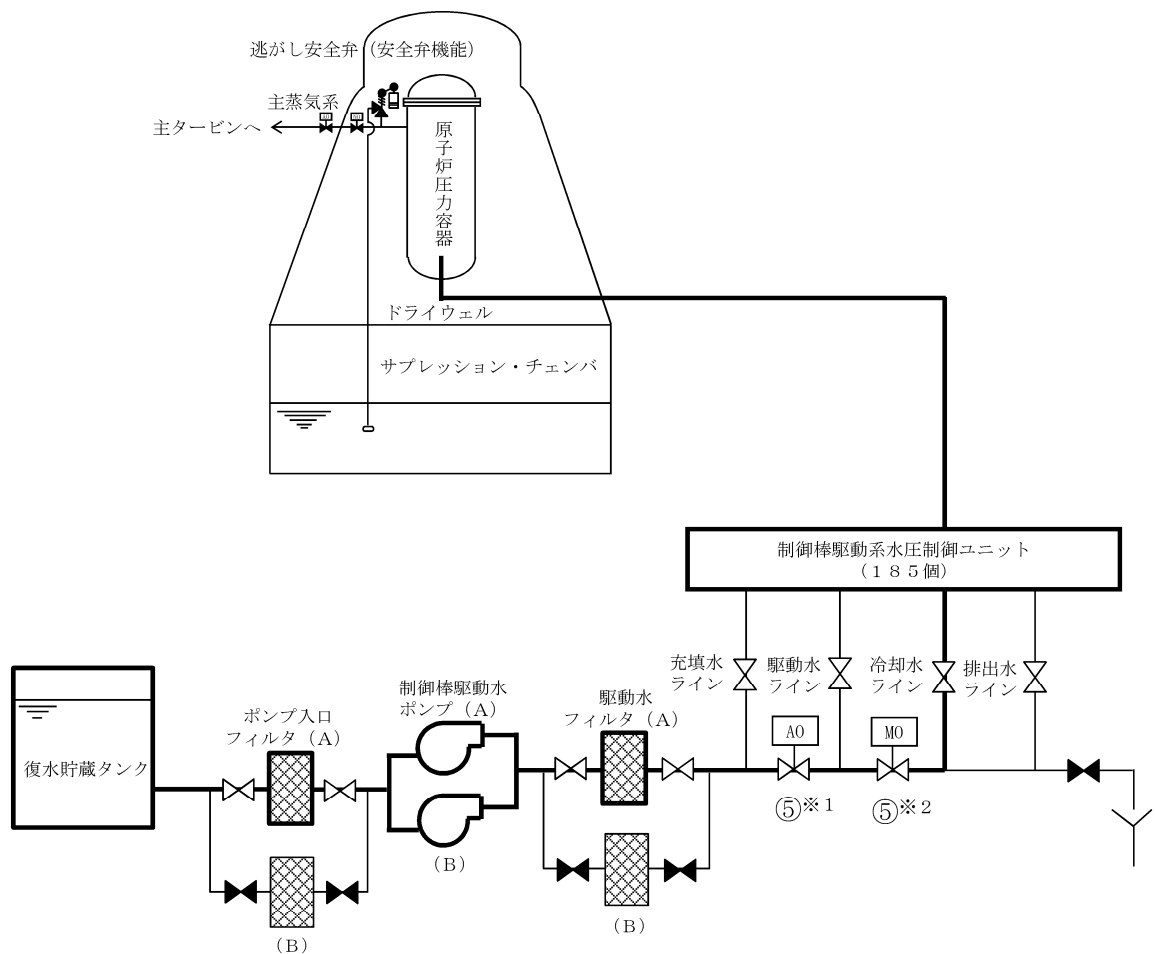 逃がし安全弁（安全弁機能）
主蒸気系
主タービンへ
原子炉圧力容器
ドライウェル
サプレッション・チェンバ
制御棒駆動系水圧制御ユニット
（１８５個）
充填水
ライン
駆動水
ライン
冷却水
ライン
排出水
ライン
制御棒駆動水
ポンプ（A）
駆動水
フィルタ（A）
ポンプ入口
フィルタ（A）
復水貯蔵タンク
AO
MO
⑤※１
⑤※２
（B）
（B）
（B）